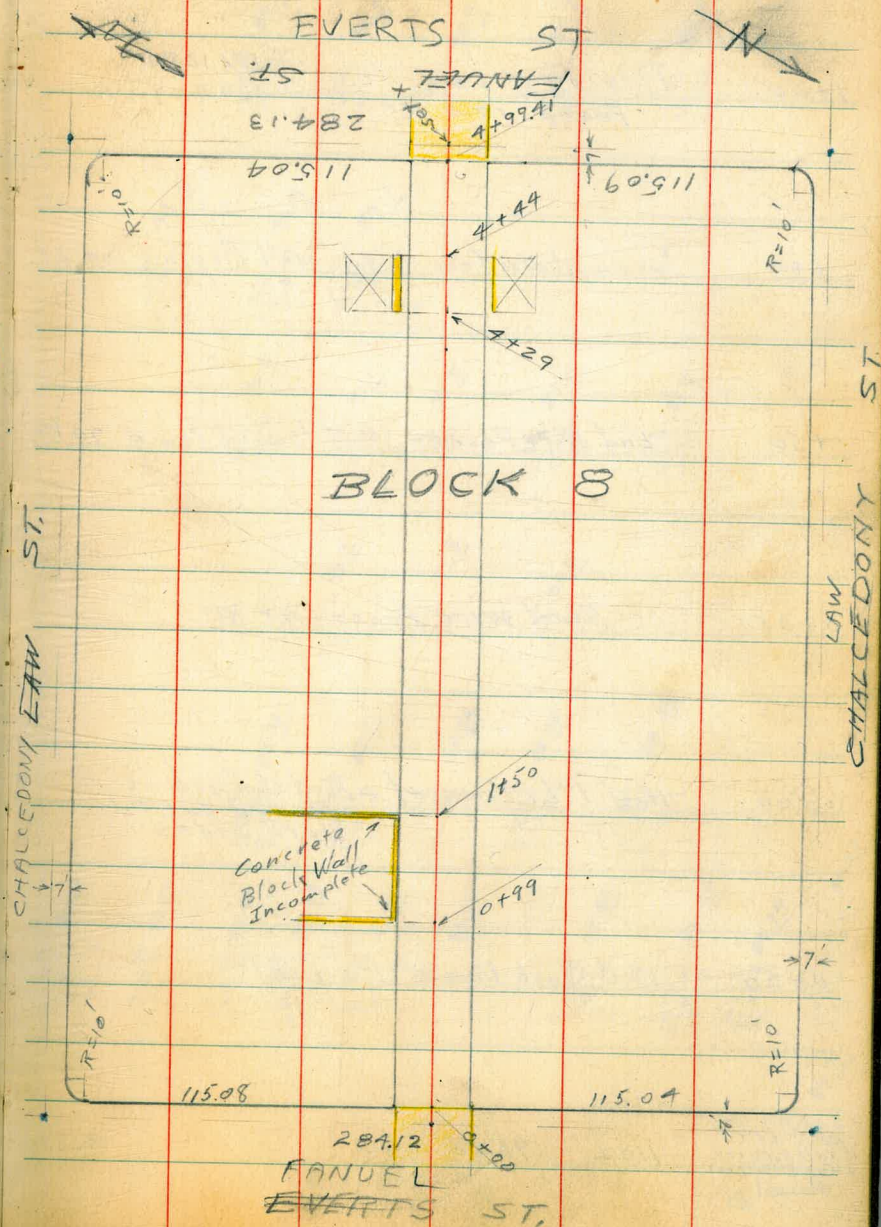 EVERTS ST
N
N
FANUEL ST.
284.13
4+99.41
115.04
7'
115.09
R=10'
R=10'
4+44
4+29
BLOCK 8
ST.
CHALCEDONY LAW
ST.
LAW
CHALCEDONY
1+50
Concrete
Block Wall
Incomplete
0+99
7'
7'
R=10'
R=10'
115.08
115.04
7'
284.12
0+00
FANUEL
EVERTS ST.